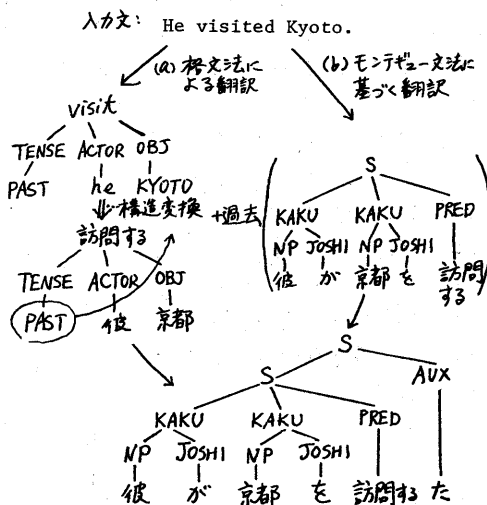 入力文: He visited Kyoto.
(a) 格文法による翻訳
(b) モンテギュー文法に基づく翻訳
visit
TENSE ACTOR OBJ
PAST he KYOTO
構造変換
訪問する
TENSE ACTOR OBJ
PAST 彼 京都
+過去
S
KAKU KAKU PRED
NP JOSHI NP JOSHI
彼 が 京都 を 訪問する
S
S AUX
KAKU KAKU PRED
NP JOSHI NP JOSHI
彼 が 京都 を 訪問する た